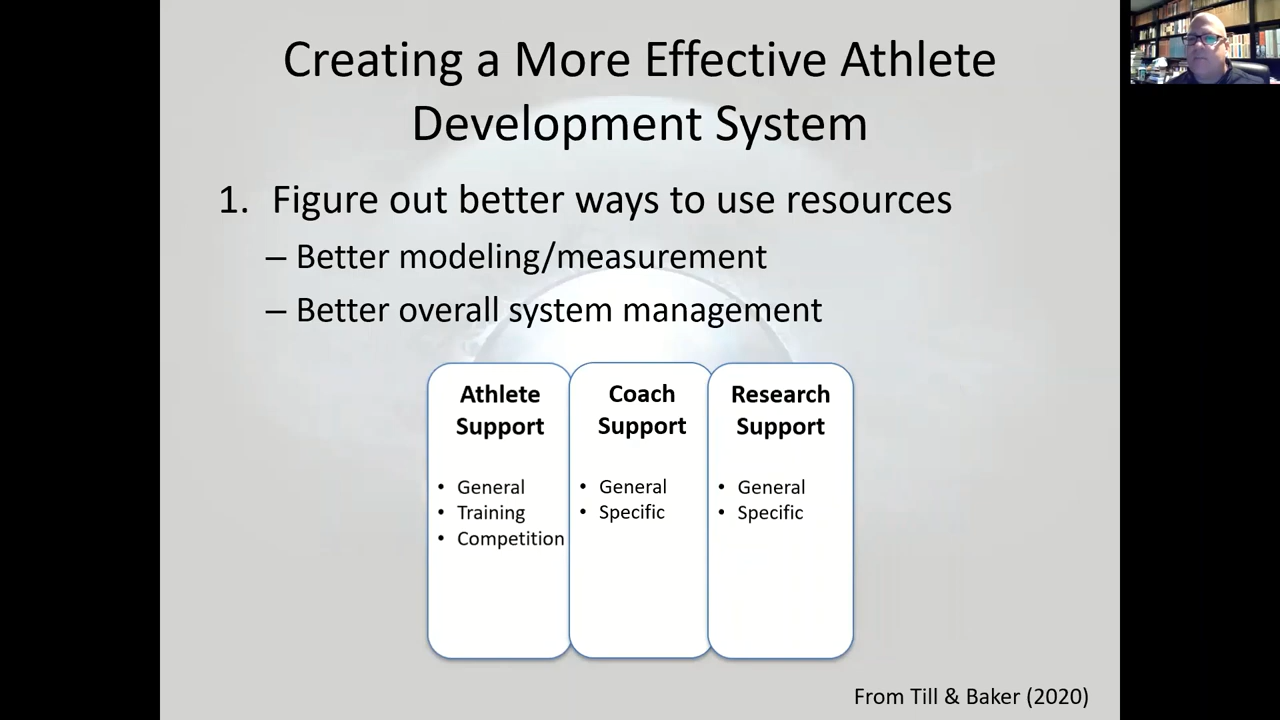 Creating a More Effective Athlete
Development System
1. Figure out better ways to use resources
– Better modeling/measurement
– Better overall system management
Athlete
Support
• General
• Training
• Competition
Coach
Support
• General
• Specific
Research
Support
• General
• Specific
From Till & Baker (2020)